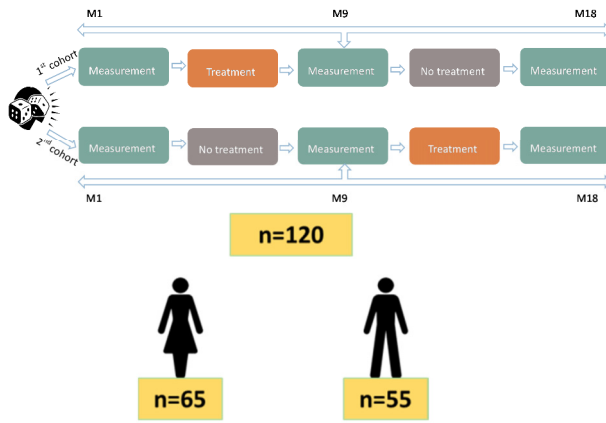 M1 M9 M18
1st cohort
Measurement Treatment Measurement No treatment Measurement
2nd cohort
Measurement No treatment Measurement Treatment Measurement
M1 M9 M18
n=120
n=65 n=55